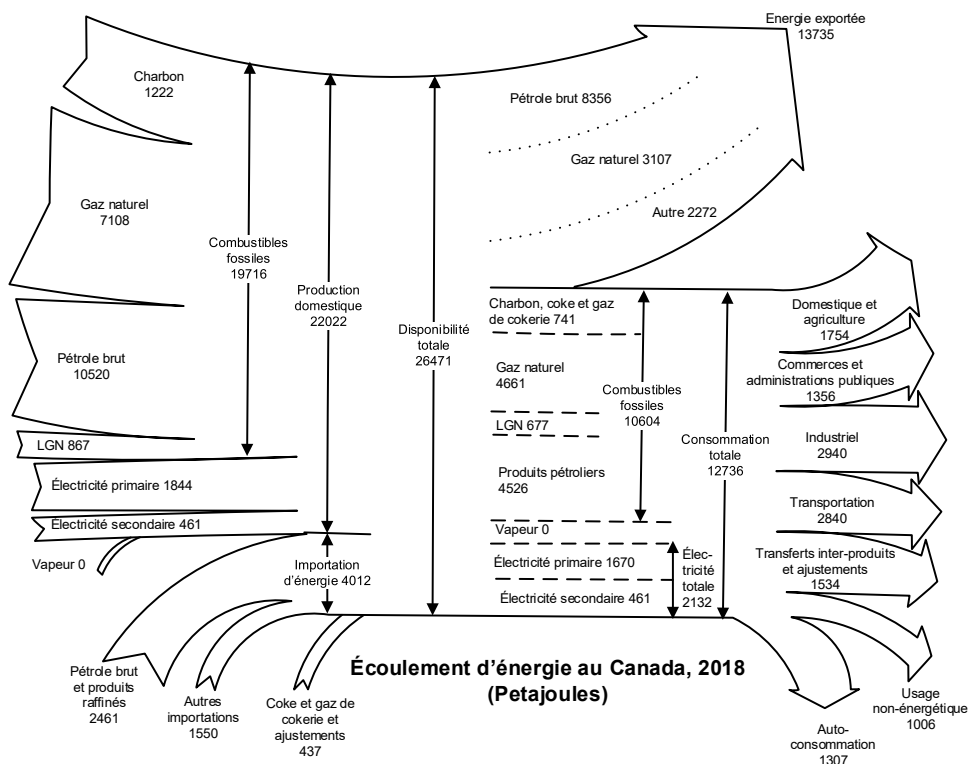 Energie exportée
13735
Charbon
1222
Pétrole brut 8356
Gaz naturel 3107
Autre 2272
Gaz naturel
7108
Combustibles
fossiles
19716
Production
domestique
22022
Disponibilité
totale
26471
Charbon, coke et gaz
de cokerie 741
Gaz naturel
4661
LGN 677
Produits pétroliers
4526
Vapeur 0
Électricité primaire 1670
Électricité secondaire 461
Combustibles
fossiles
10604
Consommation
totale
12736
Élec-
tricité
totale
2132
Domestique et
agriculture
1754
Commerces et
administrations publiques
1356
Industriel
2940
Transportation
2840
Transferts inter-produits
et ajustements
1534
Usage
non-énergétique
1006
Auto-
consommation
1307
Pétrole brut
10520
LGN 867
Électricité primaire 1844
Électricité secondaire 461
Vapeur 0
Importation
d'énergie 4012
Pétrole brut
et produits
raffinés
2461
Autres
importations
1550
Coke et gaz de
cokerie et
ajustements
437
Écoulement d'énergie au Canada, 2018
(Petajoules)